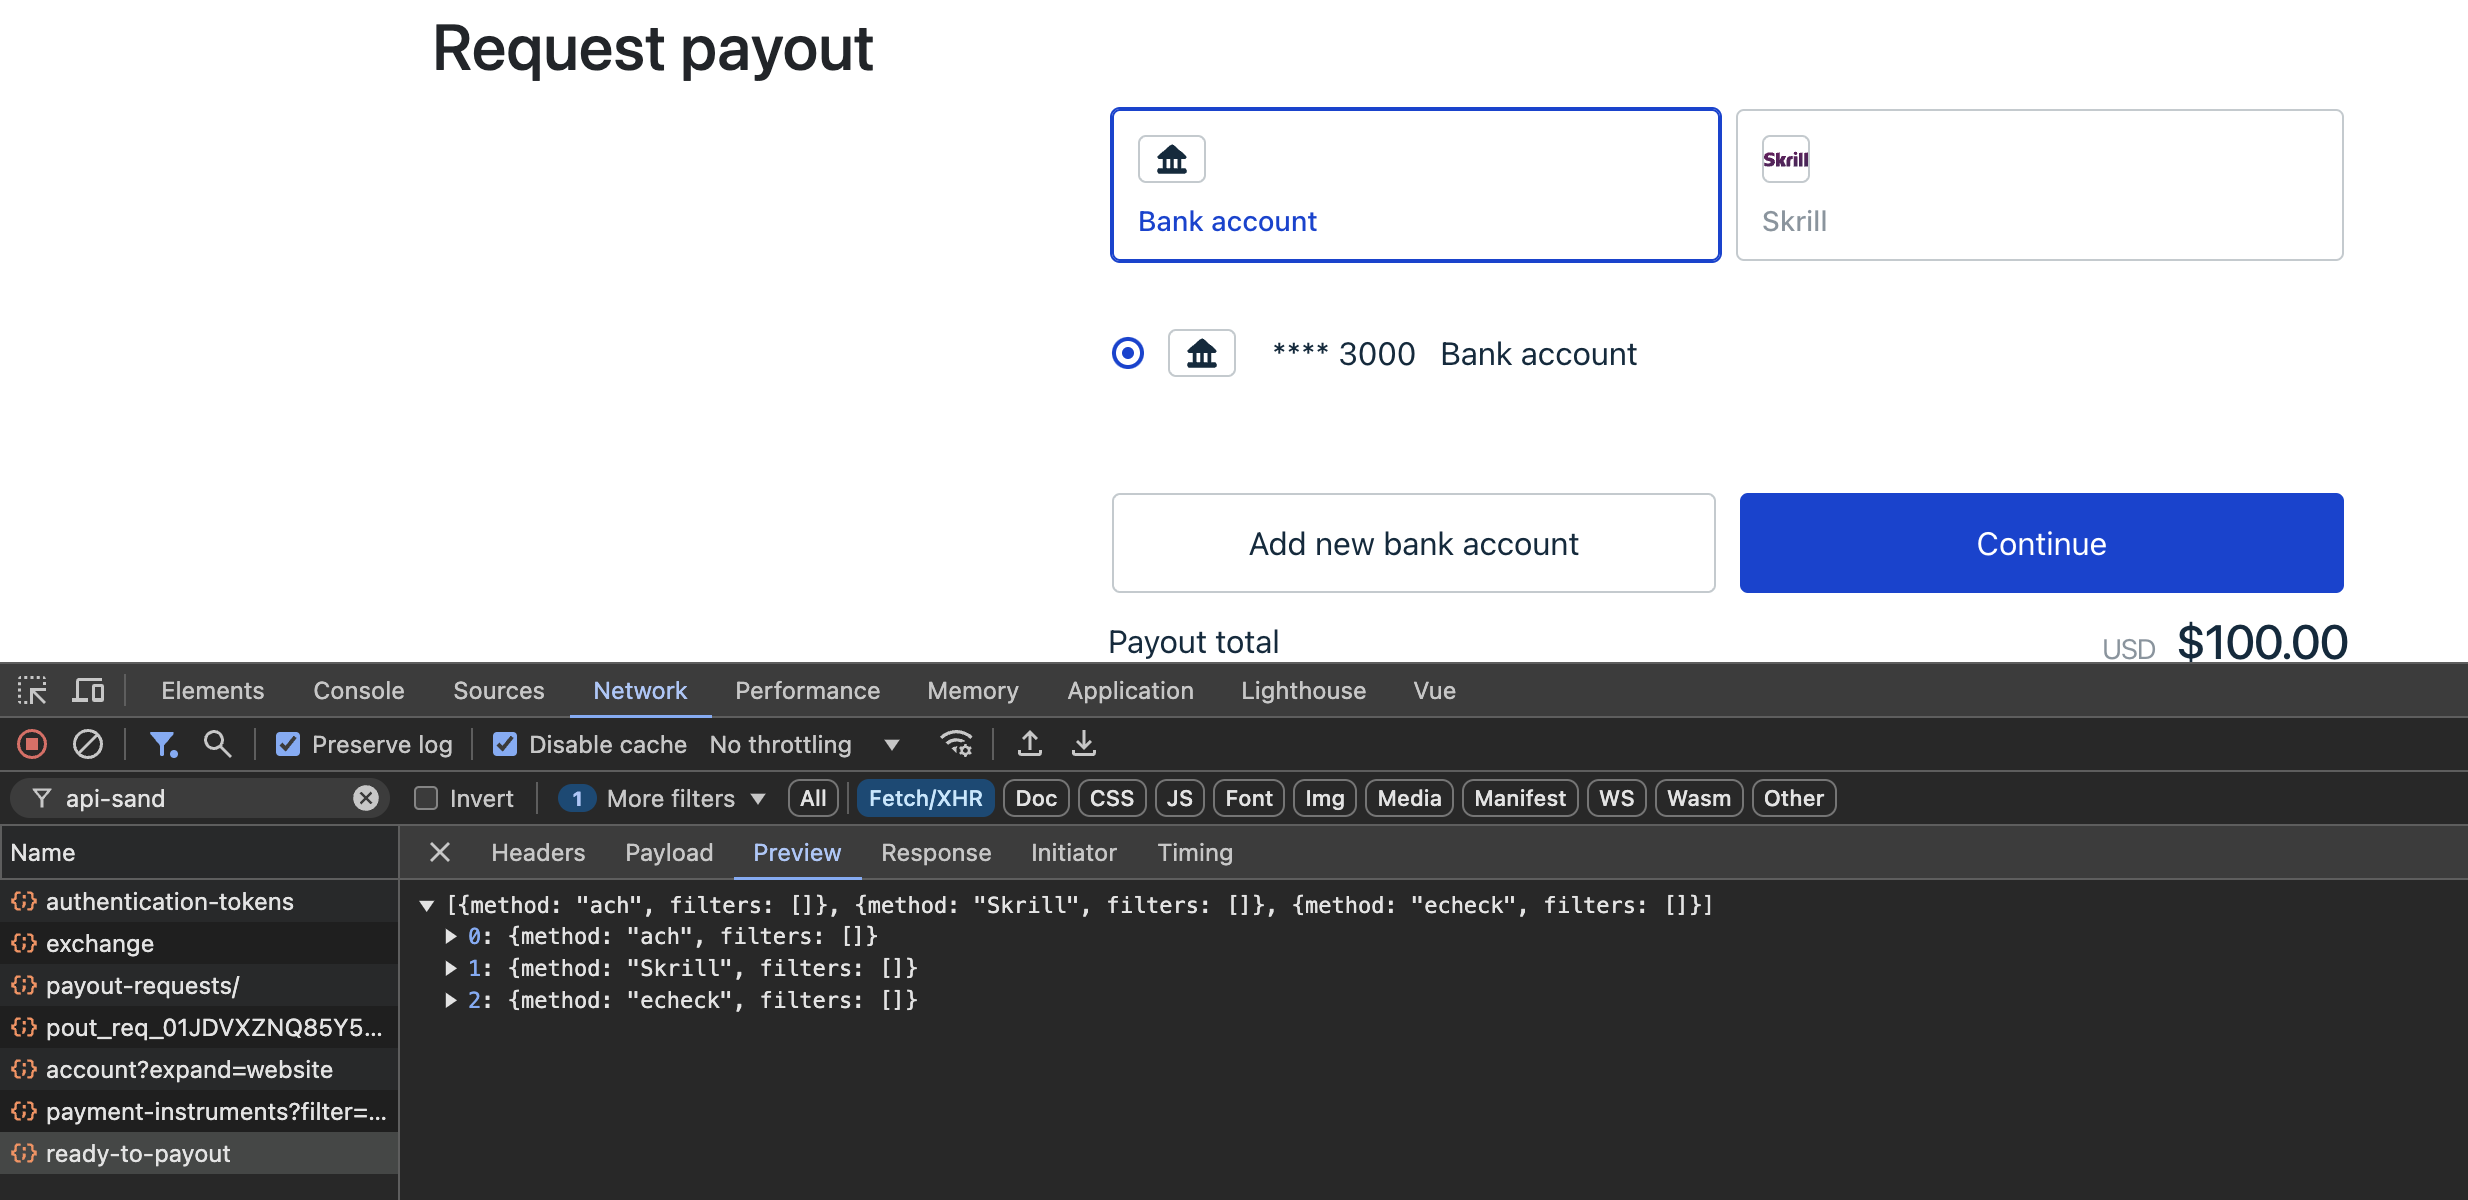 Request payout
Skrill
Bank account
Skrill
**** 3000 Bank account
Add new bank account
Continue
Payout total
USD $100.00
Elements Console Sources Network Performance Memory Application Lighthouse Vue
Preserve log Disable cache No throttling
api-sand Invert 1 More filters All Fetch/XHR Doc CSS JS Font Img Media Manifest WS Wasm Other
Name
Headers Payload Preview Response Initiator Timing
authentication-tokens
exchange
payout-requests/
pout_req_01JDVXZNQ85Y5...
account?expand=website
payment-instruments?filter=...
ready-to-payout
[{method: "ach", filters: []}, {method: "Skrill", filters: []}, {method: "echeck", filters: []}]
0: {method: "ach", filters: []}
1: {method: "Skrill", filters: []}
2: {method: "echeck", filters: []}